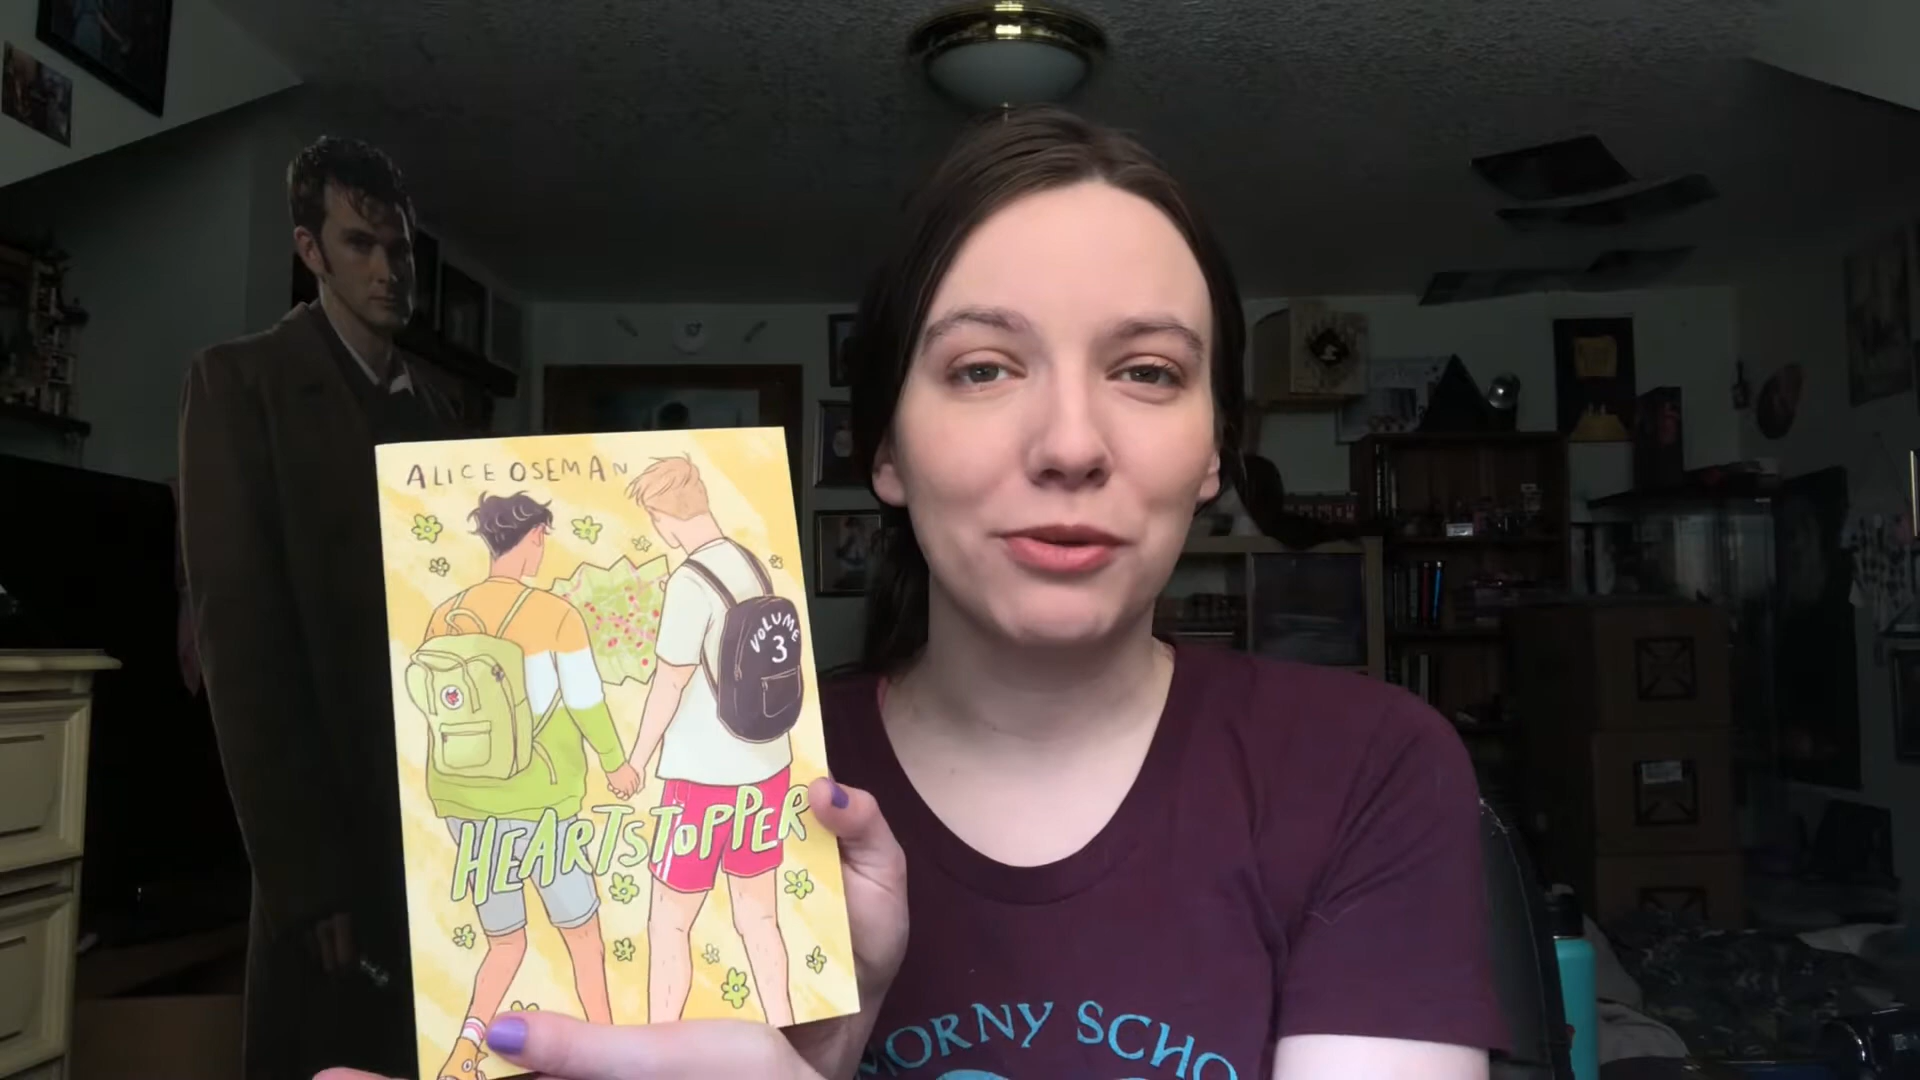 ALICE OSEMAN
VOLUME
3
HEARTSTOPPER
MORNY SCHO